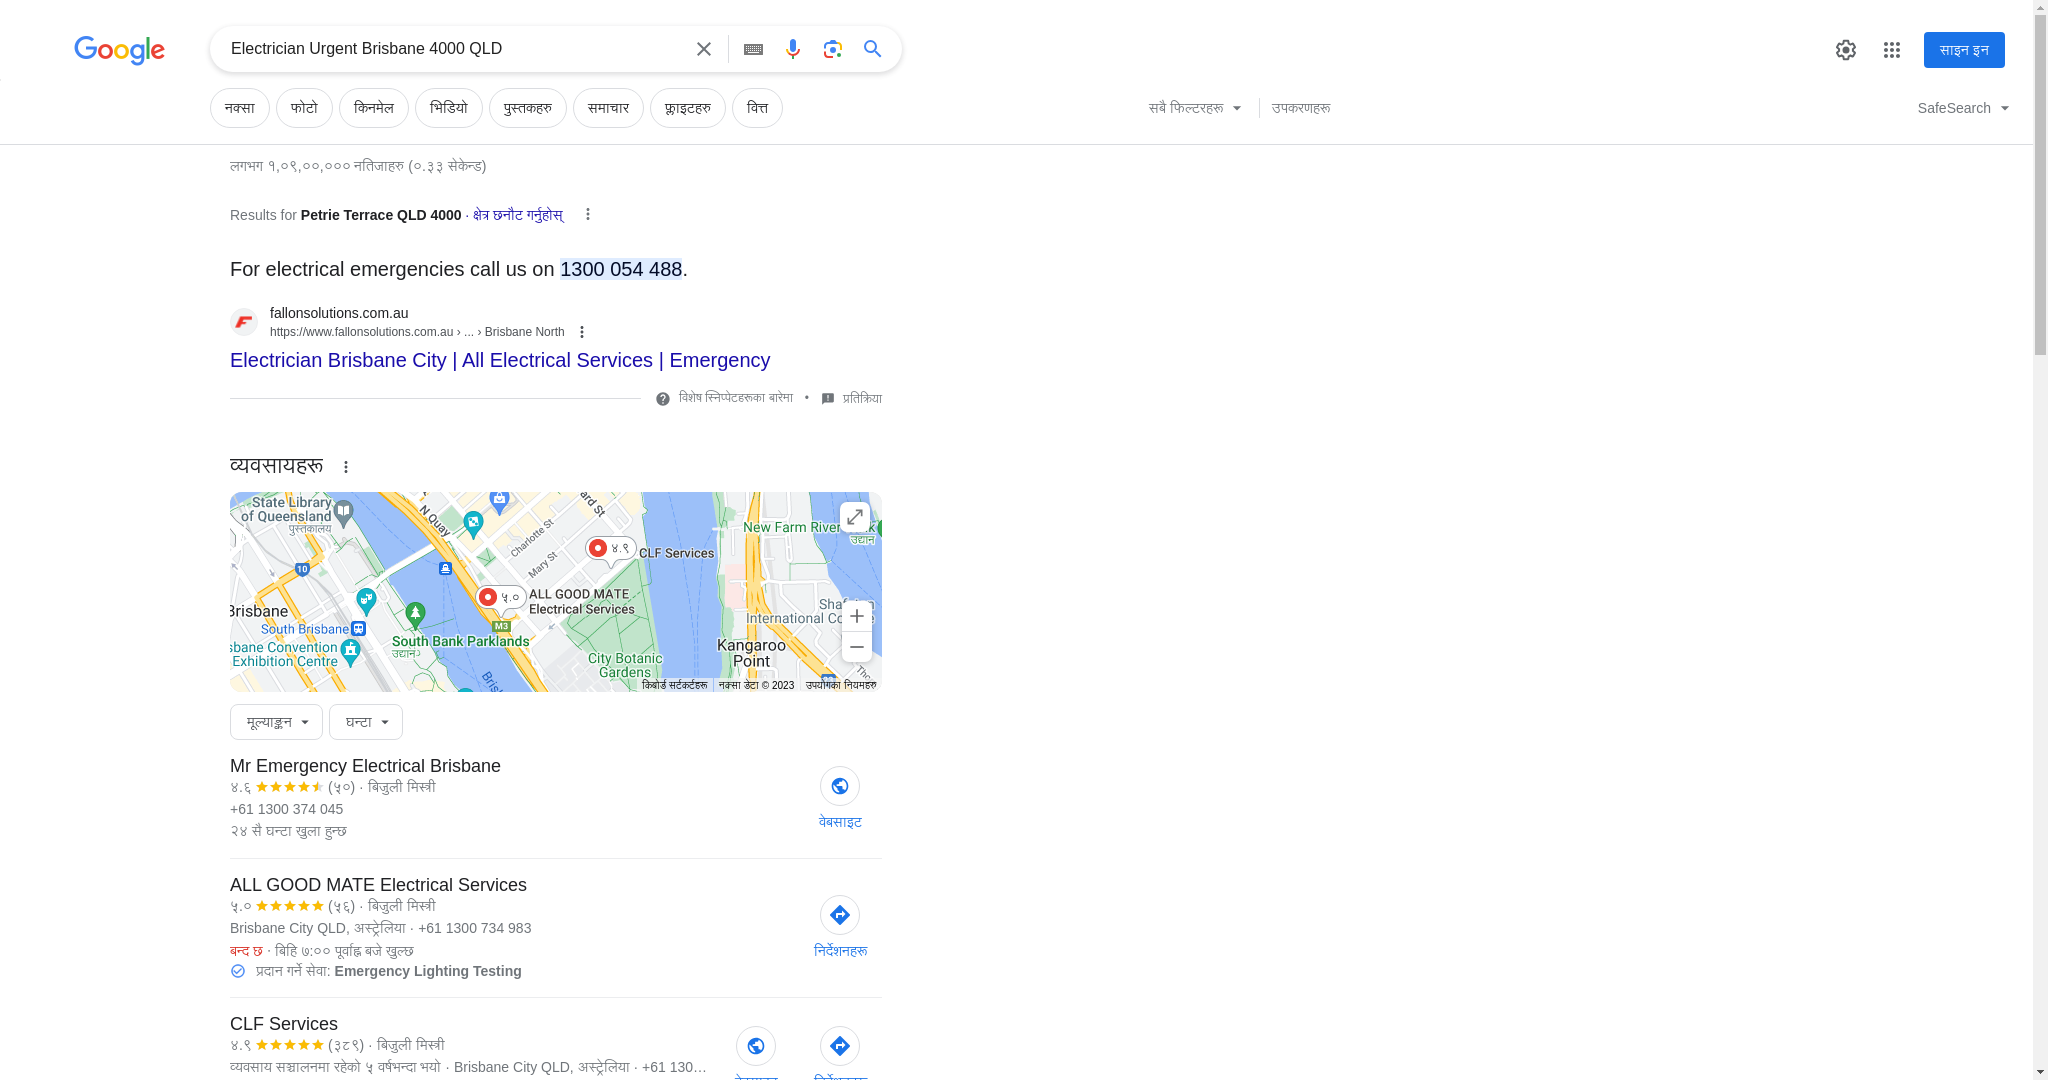 Google
Electrician Urgent Brisbane 4000 QLD
साइन इन
नक्सा
फोटो
किनमेल
भिडियो
पुस्तकहरु
समाचार
फ्लाइटहरु
वित्त
सबै फिल्टरहरू
उपकरणहरू
SafeSearch
लगभग १,०९,००,००० नतिजाहरु (०.३३ सेकेन्ड)
Results for Petrie Terrace QLD 4000 · क्षेत्र छनौट गर्नुहोस्
For electrical emergencies call us on 1300 054 488.
fallonsolutions.com.au
https://www.fallonsolutions.com.au › ... › Brisbane North
Electrician Brisbane City | All Electrical Services | Emergency
विशेष स्निप्पेटहरूका बारेमा • प्रतिक्रिया
व्यवसायहरू
State Library
of Queensland
पुस्तकालय
N Quay
Charlotte St
Mary St
ard St
४.९
CLF Services
New Farm River
उद्यान
10
५.०
ALL GOOD MATE
Electrical Services
Brisbane
South Brisbane
M3
South Bank Parklands
उद्यान
sbane Convention
Exhibition Centre
City Botanic
Gardens
Kangaroo
Point
International
किबोर्ड सर्टकर्टहरू
नक्सा डेटा © 2023
उपयोगका नियमहरु
मूल्याङ्कन
घन्टा
Mr Emergency Electrical Brisbane
४.६ (५०) · बिजुली मिस्त्री
+61 1300 374 045
२४ सै घन्टा खुला हुन्छ
वेबसाइट
ALL GOOD MATE Electrical Services
५.० (५६) · बिजुली मिस्त्री
Brisbane City QLD, अस्ट्रेलिया · +61 1300 734 983
बन्द छ · बिहि ७:०० पूर्वाह्न बजे खुल्छ
प्रदान गर्ने सेवा: Emergency Lighting Testing
निर्देशनहरू
CLF Services
४.९ (३८९) · बिजुली मिस्त्री
व्यवसाय सञ्चालनमा रहेको ५ वर्षभन्दा भयो · Brisbane City QLD, अस्ट्रेलिया · +61 130…